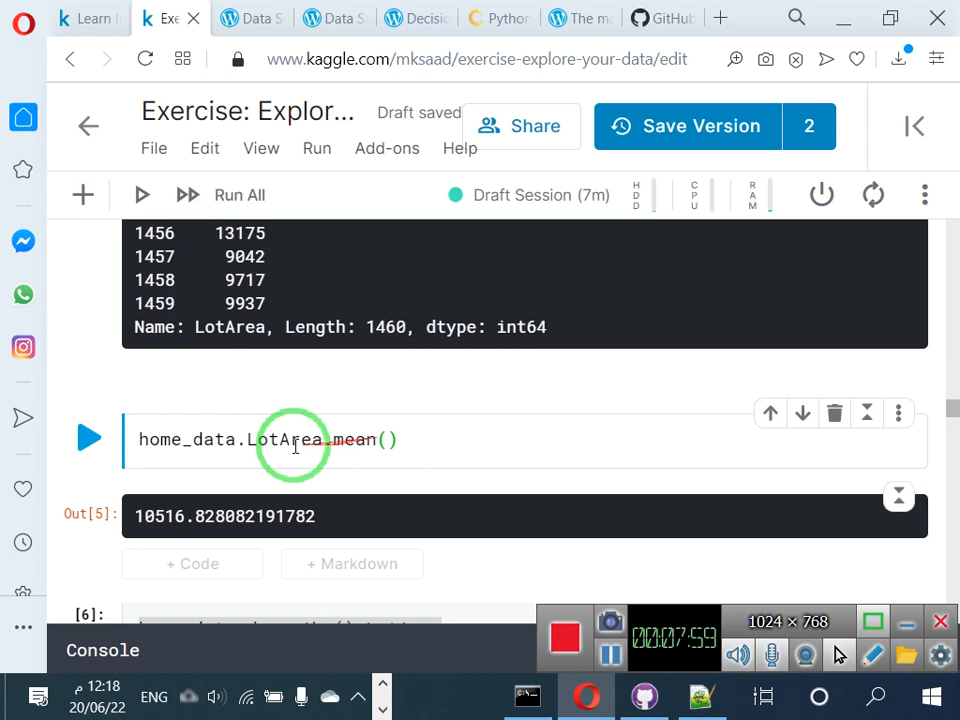 Learn I
Exe
Data S
Data S
Decisio
Python
The ma
GitHub
www.kaggle.com/mksaad/exercise-explore-your-data/edit
Exercise: Explor...
Draft saved
Share
Save Version
2
File Edit View Run Add-ons Help
Run All
Draft Session (7m)
HDD
CPU
RAM
1456 13175
1457 9042
1458 9717
1459 9937
Name: LotArea, Length: 1460, dtype: int64
home_data.LotArea.mean()
Out[5]:
10516.828082191782
+ Code
+ Markdown
[6]:
1024 × 768
00:07:59
Console
12:18 م
20/06/22
ENG